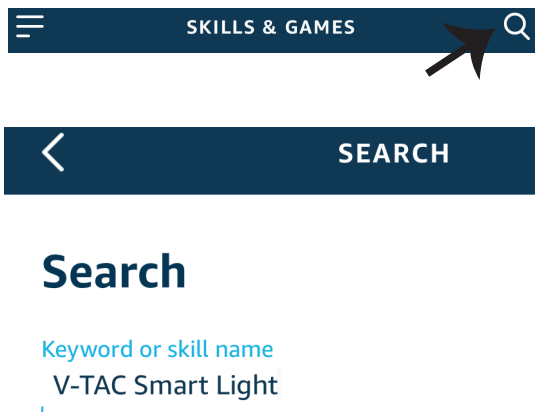 SKILLS & GAMES
SEARCH
Search
Keyword or skill name
V-TAC Smart Light